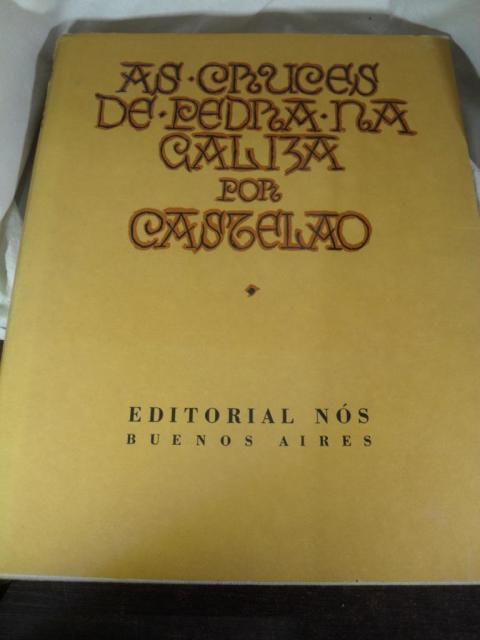 AS·CRUCES
DE·PEDRA·NA
GALIZA
POR
CASTELAO
EDITORIAL NÓS
BUENOS AIRES